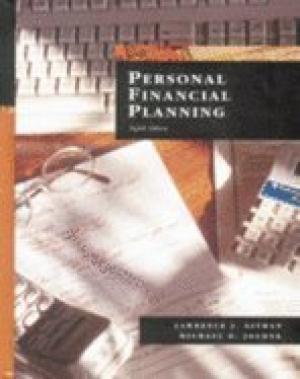 PERSONAL
FINANCIAL
PLANNING
Eighth Edition
LAWRENCE J. GITMAN
MICHAEL D. JOEHNK